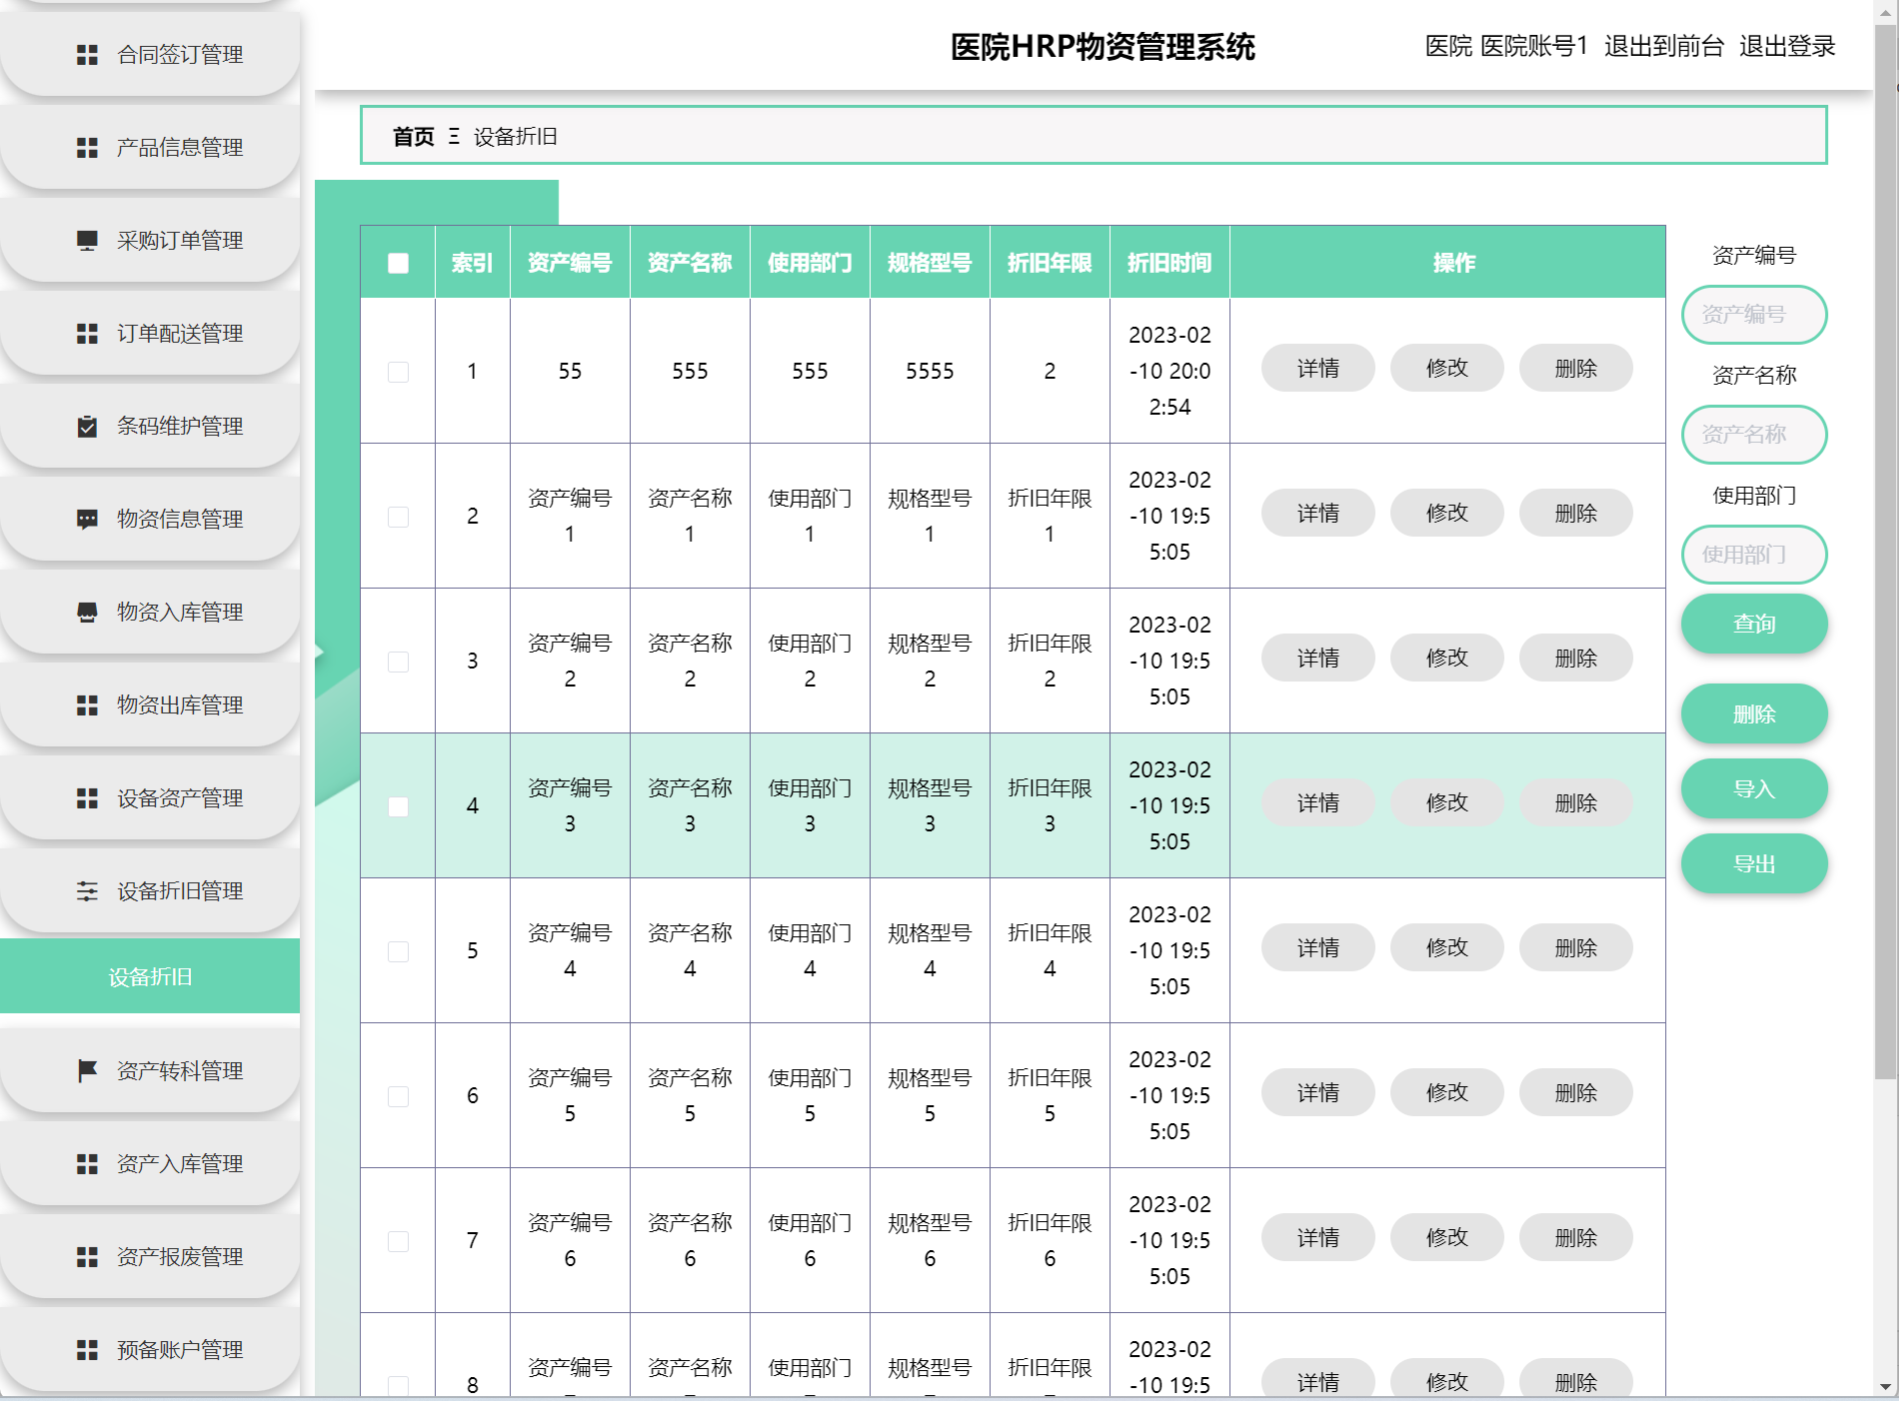 医院HRP物资管理系统
医院 医院账号1 退出到前台 退出登录
合同签订管理
产品信息管理
采购订单管理
订单配送管理
条码维护管理
物资信息管理
物资入库管理
物资出库管理
设备资产管理
设备折旧管理
设备折旧
资产转科管理
资产入库管理
资产报废管理
预备账户管理
首页 Ξ 设备折旧
索引 资产编号 资产名称 使用部门 规格型号 折旧年限 折旧时间 操作
1 55 555 555 5555 2 2023-02
-10 20:0
2:54
详情 修改 删除
2 资产编号 资产名称 使用部门 规格型号 折旧年限 2023-02
1 1 1 1 1 -10 19:5
5:05
详情 修改 删除
3 资产编号 资产名称 使用部门 规格型号 折旧年限 2023-02
2 2 2 2 2 -10 19:5
5:05
详情 修改 删除
4 资产编号 资产名称 使用部门 规格型号 折旧年限 2023-02
3 3 3 3 3 -10 19:5
5:05
详情 修改 删除
5 资产编号 资产名称 使用部门 规格型号 折旧年限 2023-02
4 4 4 4 4 -10 19:5
5:05
详情 修改 删除
6 资产编号 资产名称 使用部门 规格型号 折旧年限 2023-02
5 5 5 5 5 -10 19:5
5:05
详情 修改 删除
7 资产编号 资产名称 使用部门 规格型号 折旧年限 2023-02
6 6 6 6 6 -10 19:5
5:05
详情 修改 删除
8 资产编号 资产名称 使用部门 规格型号 折旧年限 2023-02
-10 19:5
详情 修改 删除
资产编号
资产编号
资产名称
资产名称
使用部门
使用部门
查询
删除
导入
导出